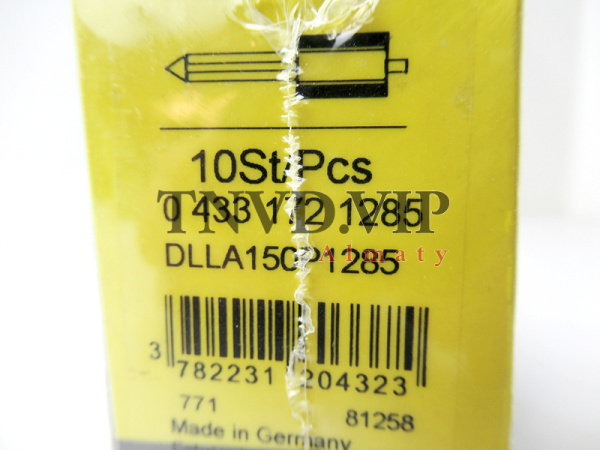 10St/Pcs
TNVD.VIP
0 433 172 1285
Almaty
DLLA150P1285
3 782231 204323
771 81258
Made in Germany